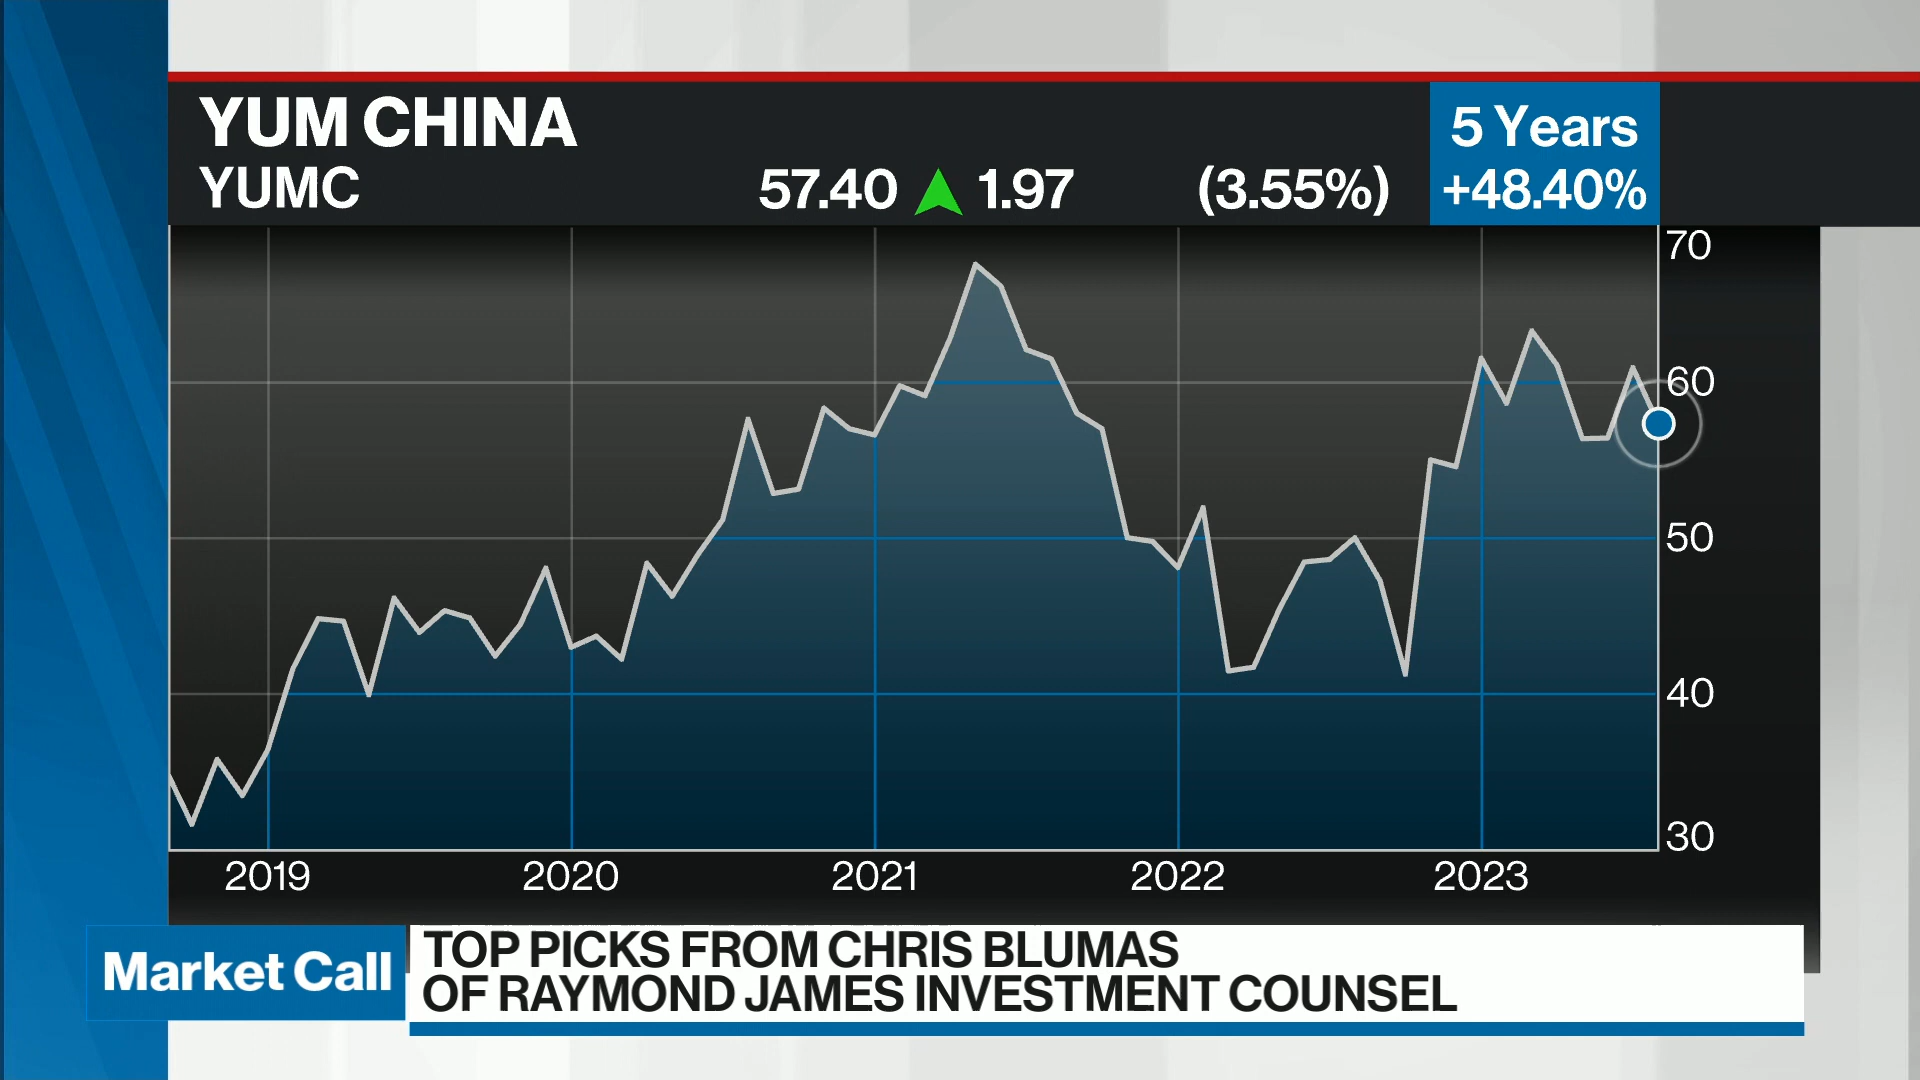 YUM CHINA
YUMC
57.40 ▲ 1.97 (3.55%)
5 Years
+48.40%
70
60
50
40
30
2019 2020 2021 2022 2023
Market Call
TOP PICKS FROM CHRIS BLUMAS
OF RAYMOND JAMES INVESTMENT COUNSEL